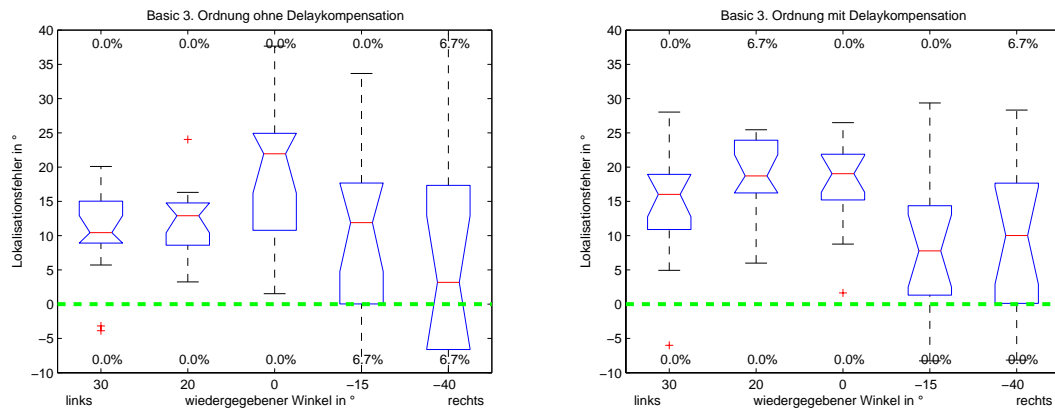 Basic 3. Ordnung ohne Delaykompensation
40
35
30
25
20
15
10
5
0
−5
−10
Lokalisationsfehler in °
0.0% 0.0% 0.0% 0.0% 6.7%
0.0% 0.0% 0.0% 6.7% 6.7%
30 20 0 −15 −40
links wiedergegebener Winkel in ° rechts
Basic 3. Ordnung mit Delaykompensation
40
35
30
25
20
15
10
5
0
−5
−10
Lokalisationsfehler in °
0.0% 6.7% 0.0% 0.0% 6.7%
0.0% 0.0% 0.0% 0.0% 0.0%
30 20 0 −15 −40
links wiedergegebener Winkel in ° rechts